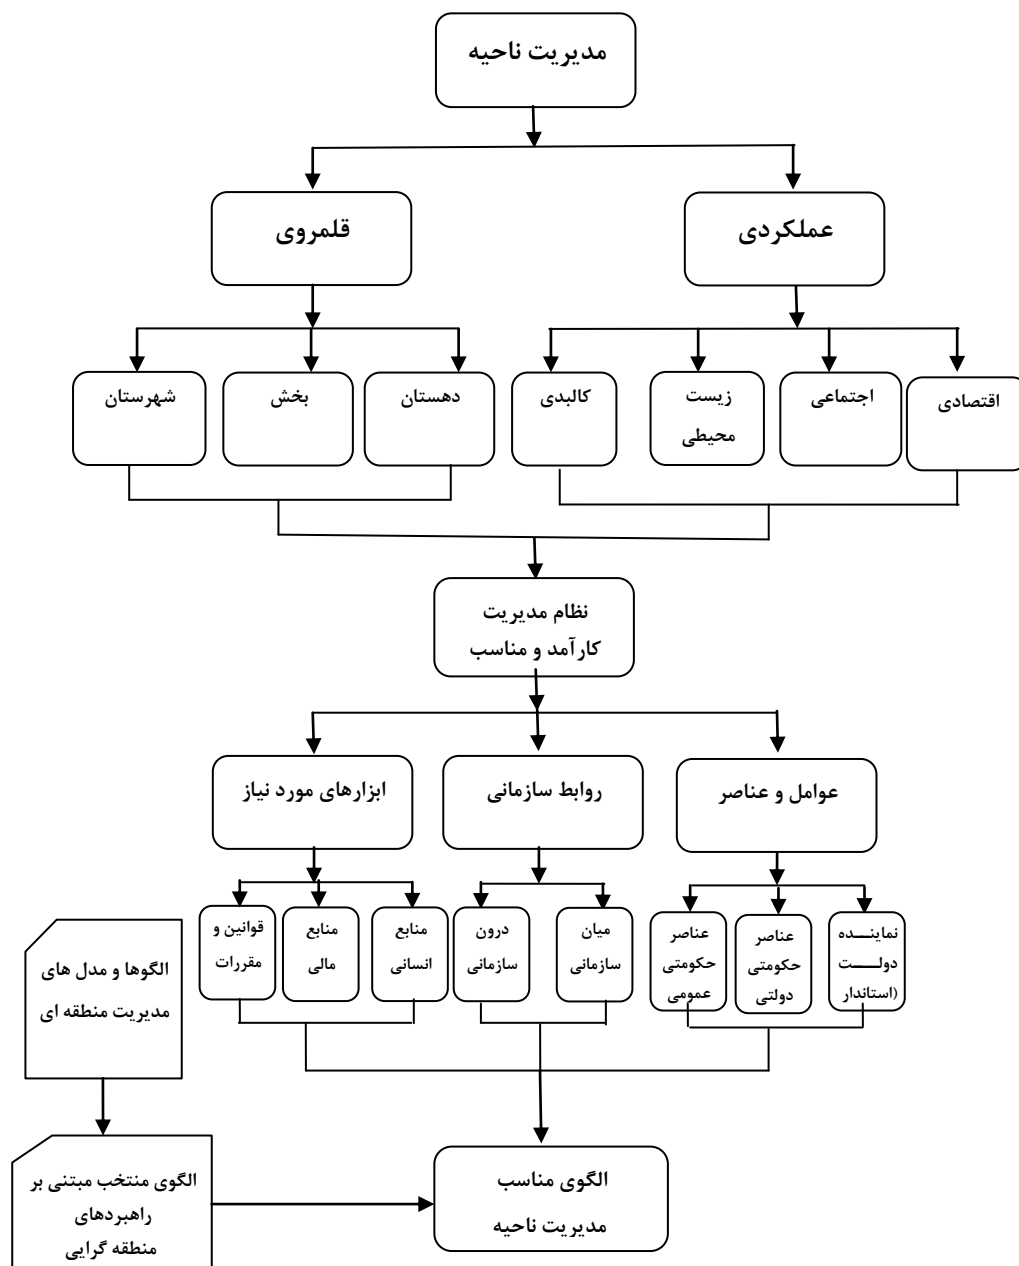 مدیریت ناحیه
عملکردی
قلمروی
اقتصادی
اجتماعی
زیست
محیطی
کالبدی
دهستان
بخش
شهرستان
نظام مدیریت
کارآمد و مناسب
عوامل و عناصر
روابط سازمانی
ابزارهای مورد نیاز
نماینـــده
دولـــــت
(استاندار
عناصر
حکومتی
دولتی
عناصر
حکومتی
عمومی
میان
سازمانی
درون
سازمانی
منابع
انسانی
منابع
مالی
قوانین و
مقررات
الگوها و مدل های
مدیریت منطقه ای
الگوی منتخب مبتنی بر
راهبردهای
منطقه گرایی
الگوی مناسب
مدیریت ناحیه